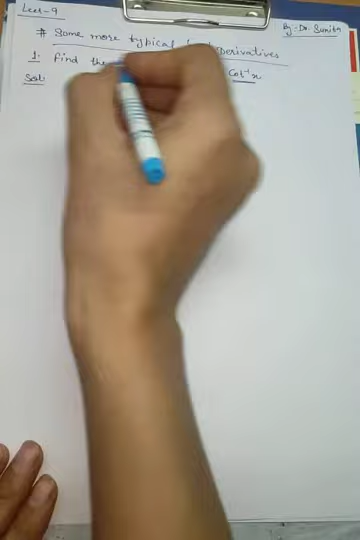 Lect-9
By:- Dr. Sunita
# Some more typical Derivatives
1. Find the Cot⁻¹x
Sol: